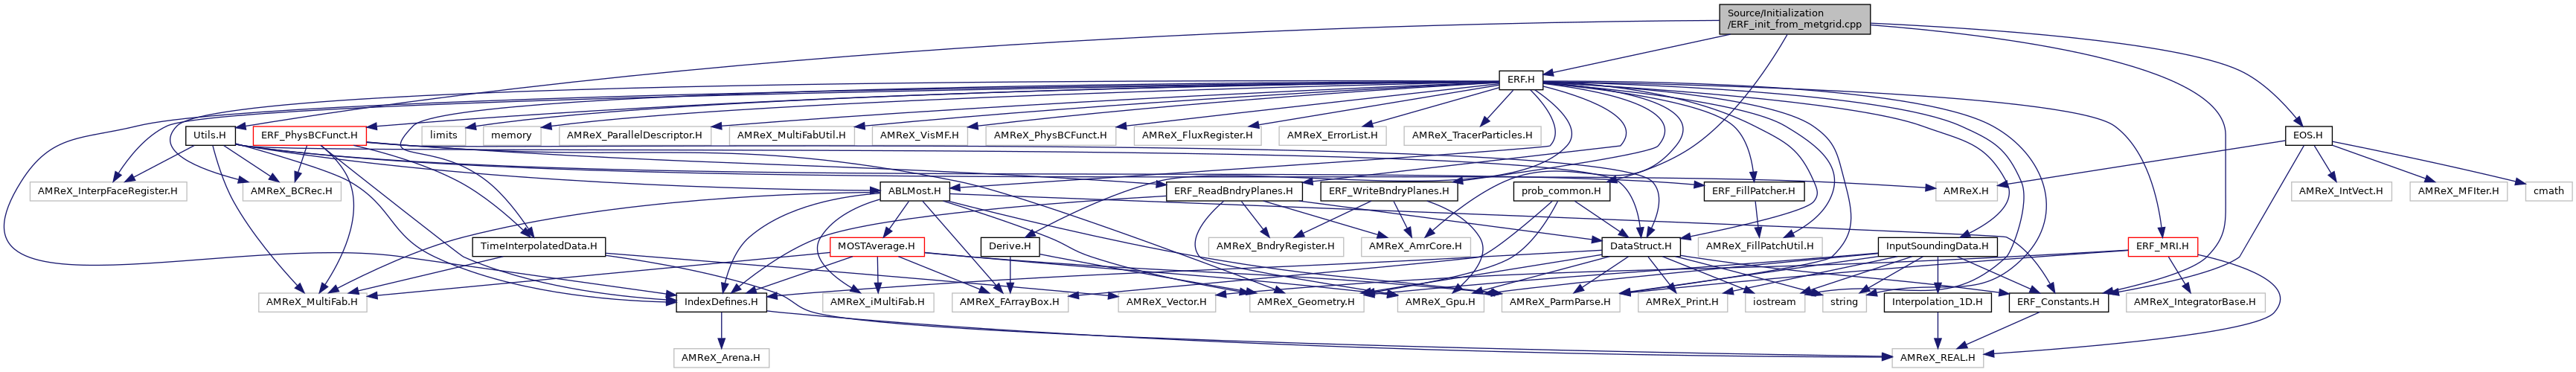 Source/Initialization
/ERF_init_from_metgrid.cpp
ERF.H
Utils.H
ERF_PhysBCFunct.H
limits
memory
AMReX_ParallelDescriptor.H
AMReX_MultiFabUtil.H
AMReX_VisMF.H
AMReX_PhysBCFunct.H
AMReX_FluxRegister.H
AMReX_ErrorList.H
AMReX_TracerParticles.H
EOS.H
AMReX_InterpFaceRegister.H
AMReX_BCRec.H
ABLMost.H
ERF_ReadBndryPlanes.H
ERF_WriteBndryPlanes.H
prob_common.H
ERF_FillPatcher.H
AMReX.H
AMReX_IntVect.H
AMReX_MFIter.H
cmath
TimeInterpolatedData.H
MOSTAverage.H
Derive.H
AMReX_BndryRegister.H
AMReX_AmrCore.H
DataStruct.H
AMReX_FillPatchUtil.H
InputSoundingData.H
ERF_MRI.H
AMReX_MultiFab.H
IndexDefines.H
AMReX_iMultiFab.H
AMReX_FArrayBox.H
AMReX_Vector.H
AMReX_Geometry.H
AMReX_Gpu.H
AMReX_ParmParse.H
AMReX_Print.H
iostream
string
Interpolation_1D.H
ERF_Constants.H
AMReX_IntegratorBase.H
AMReX_Arena.H
AMReX_REAL.H